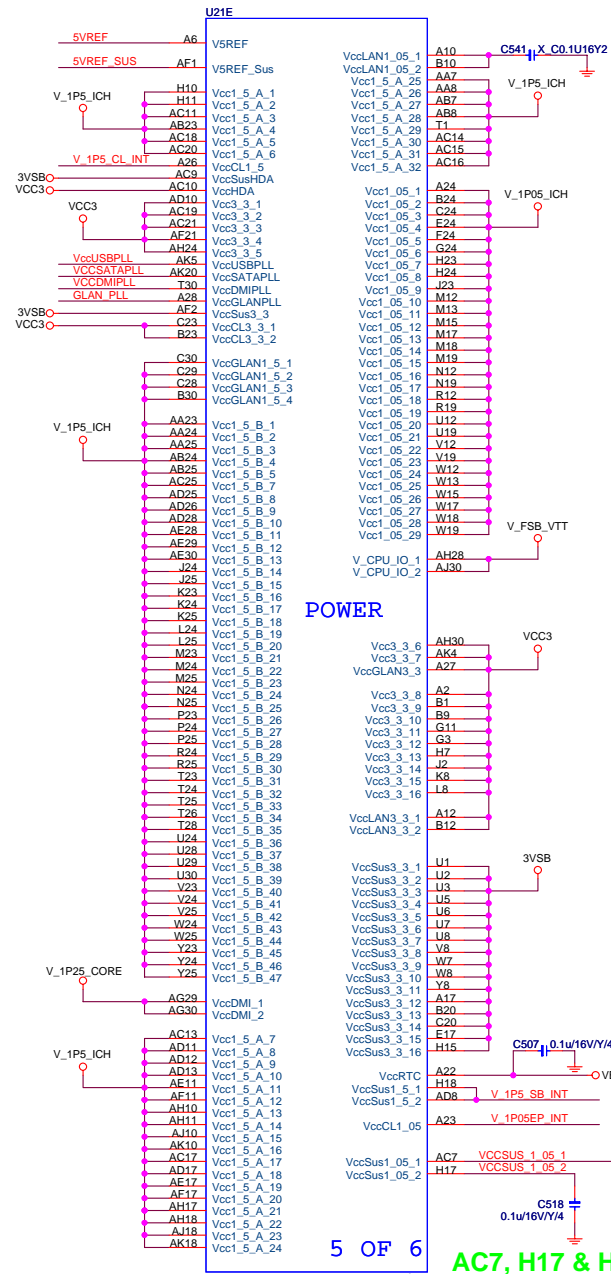 U21E
5VREF A6 V5REF
5VREF_SUS AF1 V5REF_Sus
H10 Vcc1_5_A_1
V_1P5_ICH H11 Vcc1_5_A_2
AC11 Vcc1_5_A_3
AB23 Vcc1_5_A_4
AC18 Vcc1_5_A_5
AC20 Vcc1_5_A_6
V_1P5_CL_INT A26 VccCL1_5
3VSB AC9 VccSusHDA
VCC3 AC10 VccHDA
AD10 Vcc3_3_1
VCC3 AC19 Vcc3_3_2
AC21 Vcc3_3_3
AF21 Vcc3_3_4
AH24 Vcc3_3_5
VccUSBPLL AK5 VccUSBPLL
VCCSATAPLL AK20 VccSATAPLL
VCCDMIPLL T30 VccDMIPLL
GLAN_PLL A28 VccGLANPLL
3VSB AF2 VccSus3_3
VCC3 C23 VccCL3_3_1
B23 VccCL3_3_2
C30 VccGLAN1_5_1
C29 VccGLAN1_5_2
C28 VccGLAN1_5_3
B30 VccGLAN1_5_4
AA23 Vcc1_5_B_1
V_1P5_ICH AA24 Vcc1_5_B_2
AA25 Vcc1_5_B_3
AB24 Vcc1_5_B_4
AB25 Vcc1_5_B_5
AC25 Vcc1_5_B_7
AD25 Vcc1_5_B_8
AD26 Vcc1_5_B_9
AD28 Vcc1_5_B_10
AE28 Vcc1_5_B_11
AE29 Vcc1_5_B_12
AE30 Vcc1_5_B_13
J24 Vcc1_5_B_14
J25 Vcc1_5_B_15
K23 Vcc1_5_B_16
K24 Vcc1_5_B_17
K25 Vcc1_5_B_18
L24 Vcc1_5_B_19
L25 Vcc1_5_B_20
M23 Vcc1_5_B_21
M24 Vcc1_5_B_22
M25 Vcc1_5_B_23
N24 Vcc1_5_B_24
N25 Vcc1_5_B_25
P23 Vcc1_5_B_26
P24 Vcc1_5_B_27
P25 Vcc1_5_B_28
R24 Vcc1_5_B_29
R25 Vcc1_5_B_30
T23 Vcc1_5_B_31
T24 Vcc1_5_B_32
T25 Vcc1_5_B_33
T26 Vcc1_5_B_34
T28 Vcc1_5_B_35
U24 Vcc1_5_B_36
U28 Vcc1_5_B_37
U29 Vcc1_5_B_38
U30 Vcc1_5_B_39
V23 Vcc1_5_B_40
V24 Vcc1_5_B_41
V25 Vcc1_5_B_42
W24 Vcc1_5_B_43
W25 Vcc1_5_B_44
Y23 Vcc1_5_B_45
Y24 Vcc1_5_B_46
Y25 Vcc1_5_B_47
V_1P25_CORE
AG29 VccDMI_1
AG30 VccDMI_2
AC13 Vcc1_5_A_7
AD11 Vcc1_5_A_8
V_1P5_ICH AD12 Vcc1_5_A_9
AD13 Vcc1_5_A_10
AE11 Vcc1_5_A_11
AF11 Vcc1_5_A_12
AH10 Vcc1_5_A_13
AH11 Vcc1_5_A_14
AJ10 Vcc1_5_A_15
AK10 Vcc1_5_A_16
AC17 Vcc1_5_A_17
AD17 Vcc1_5_A_18
AE17 Vcc1_5_A_19
AF17 Vcc1_5_A_20
AH17 Vcc1_5_A_21
AH18 Vcc1_5_A_22
AJ18 Vcc1_5_A_23
AK18 Vcc1_5_A_24
POWER
5 OF 6
VccLAN1_05_1 A10 C541 X_C0.1U16Y2
VccLAN1_05_2 B10
Vcc1_5_A_25 AA7
Vcc1_5_A_26 AA8 V_1P5_ICH
Vcc1_5_A_27 AB7
Vcc1_5_A_28 AB8
Vcc1_5_A_29 T1
Vcc1_5_A_30 AC14
Vcc1_5_A_31 AC15
Vcc1_5_A_32 AC16
Vcc1_05_1 A24
Vcc1_05_2 B24
Vcc1_05_3 C24 V_1P05_ICH
Vcc1_05_4 E24
Vcc1_05_5 F24
Vcc1_05_6 G24
Vcc1_05_7 H23
Vcc1_05_8 H24
Vcc1_05_9 J23
Vcc1_05_10 M12
Vcc1_05_11 M13
Vcc1_05_12 M15
Vcc1_05_13 M17
Vcc1_05_14 M18
Vcc1_05_15 M19
Vcc1_05_16 N12
Vcc1_05_17 N19
Vcc1_05_18 R12
Vcc1_05_19 R19
Vcc1_05_20 U12
Vcc1_05_21 U19
Vcc1_05_22 V12
Vcc1_05_23 V19
Vcc1_05_24 W12
Vcc1_05_25 W13
Vcc1_05_26 W15
Vcc1_05_27 W17
Vcc1_05_28 W18
Vcc1_05_29 W19
V_FSB_VTT
V_CPU_IO_1 AH28
V_CPU_IO_2 AJ30
Vcc3_3_6 AH30 VCC3
Vcc3_3_7 AK4
VccGLAN3_3 A27
Vcc3_3_8 A2
Vcc3_3_9 B1
Vcc3_3_10 B9
Vcc3_3_11 G11
Vcc3_3_12 G3
Vcc3_3_13 H7
Vcc3_3_14 J2
Vcc3_3_15 K8
Vcc3_3_16 L8
VccLAN3_3_1 A12
VccLAN3_3_2 B12
VccSus3_3_1 U1 3VSB
VccSus3_3_2 U2
VccSus3_3_3 U3
VccSus3_3_4 U5
VccSus3_3_5 U6
VccSus3_3_6 U7
VccSus3_3_7 U8
VccSus3_3_8 V8
VccSus3_3_9 W7
VccSus3_3_10 W8
VccSus3_3_11 Y8
VccSus3_3_12 A17
VccSus3_3_13 B20
VccSus3_3_14 C20
VccSus3_3_15 E17
VccSus3_3_16 H15
C507 0.1u/16V/Y/4
VccRTC A22
VccSus1_5_1 H18
VccSus1_5_2 AD8 V_1P5_SB_INT
VccCL1_05 A23 V_1P05EP_INT
VccSus1_05_1 AC7 VCCSUS_1_05_1
VccSus1_05_2 H17 VCCSUS_1_05_2
C518
0.1u/16V/Y/4
AC7, H17 & H